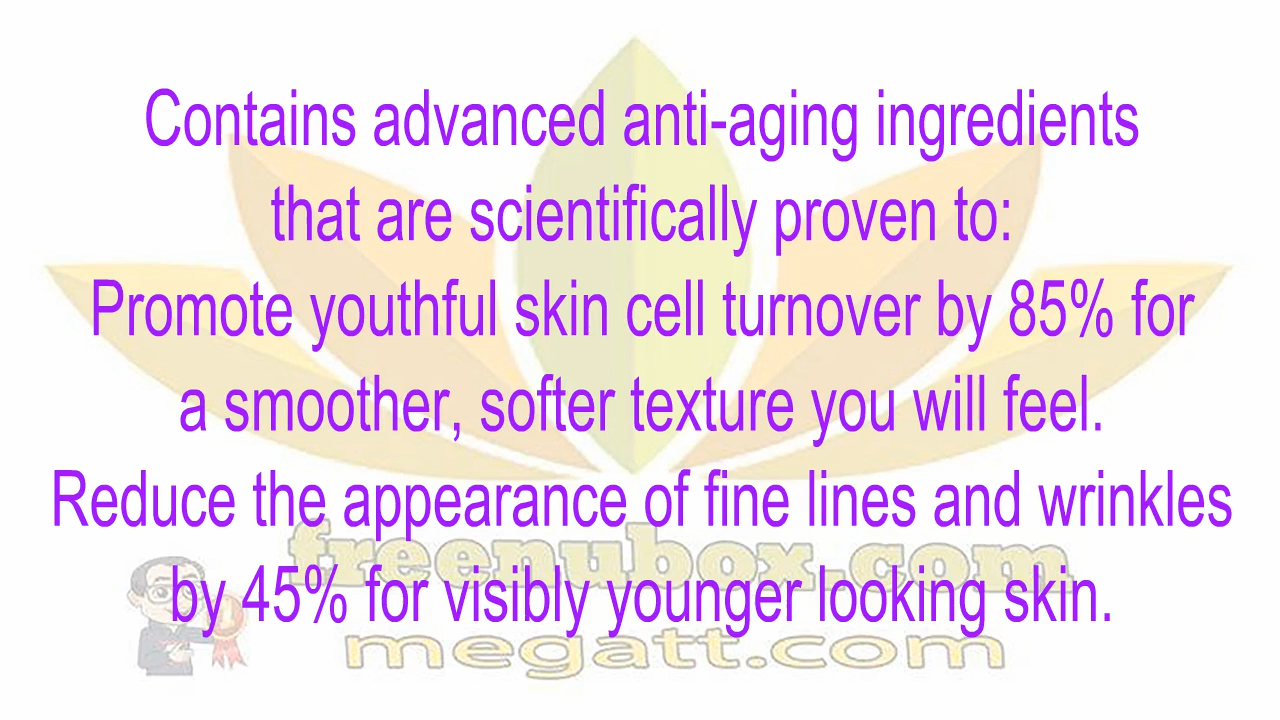 Contains advanced anti-aging ingredients
that are scientifically proven to:
Promote youthful skin cell turnover by 85% for
a smoother, softer texture you will feel.
Reduce the appearance of fine lines and wrinkles
freenubox.com
by 45% for visibly younger looking skin.
megatt.com